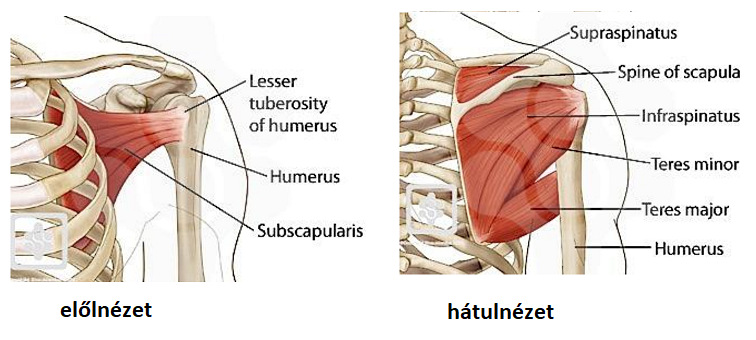 Lesser
tuberosity
of humerus
Humerus
Subscapularis
előlnézet
Supraspinatus
Spine of scapula
Infraspinatus
Teres minor
Teres major
Humerus
hátulnézet